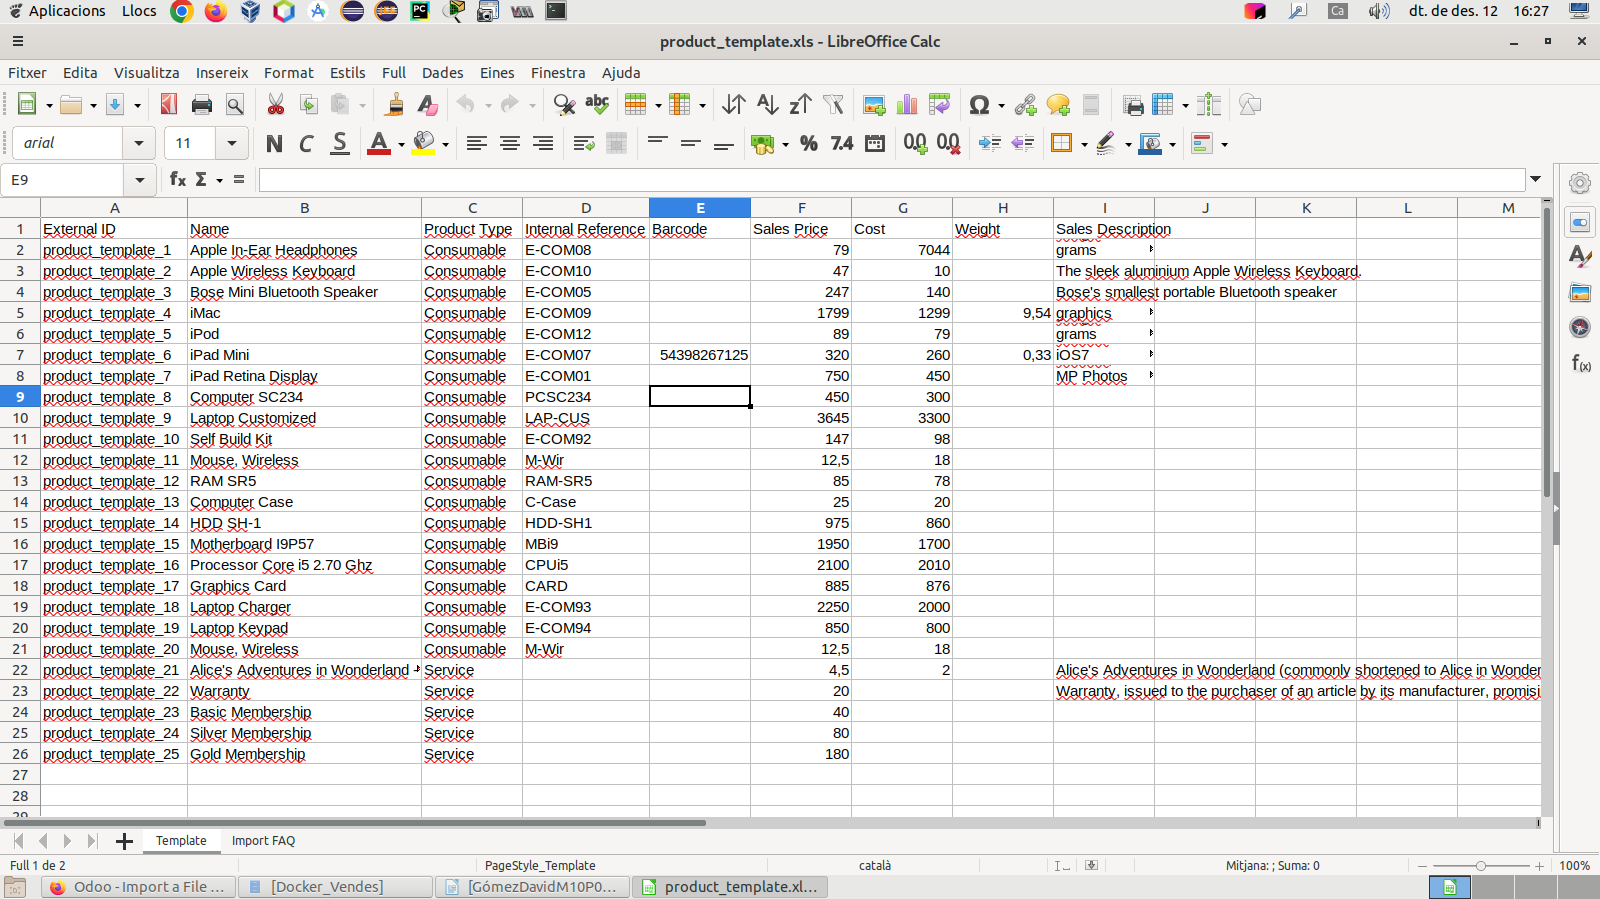 Aplicacions Llocs Ca dt. de des. 12 16:27
product_template.xls - LibreOffice Calc
Fitxer Edita Visualitza Insereix Format Estils Full Dades Eines Finestra Ajuda
arial 11 N C S A % 7.4 0.0 0.0
E9 fx Σ =
A B C D E F G H I J K L M
1 External ID Name Product Type Internal Reference Barcode Sales Price Cost Weight Sales Description
2 product_template_1 Apple In-Ear Headphones Consumable E-COM08 79 7044 grams
3 product_template_2 Apple Wireless Keyboard Consumable E-COM10 47 10 The sleek aluminium Apple Wireless Keyboard.
4 product_template_3 Bose Mini Bluetooth Speaker Consumable E-COM05 247 140 Bose's smallest portable Bluetooth speaker
5 product_template_4 iMac Consumable E-COM09 1799 1299 9,54 graphics
6 product_template_5 iPod Consumable E-COM12 89 79 grams
7 product_template_6 iPad Mini Consumable E-COM07 54398267125 320 260 0,33 iOS7
8 product_template_7 iPad Retina Display Consumable E-COM01 750 450 MP Photos
9 product_template_8 Computer SC234 Consumable PCSC234 450 300
10 product_template_9 Laptop Customized Consumable LAP-CUS 3645 3300
11 product_template_10 Self Build Kit Consumable E-COM92 147 98
12 product_template_11 Mouse, Wireless Consumable M-Wir 12,5 18
13 product_template_12 RAM SR5 Consumable RAM-SR5 85 78
14 product_template_13 Computer Case Consumable C-Case 25 20
15 product_template_14 HDD SH-1 Consumable HDD-SH1 975 860
16 product_template_15 Motherboard I9P57 Consumable MBi9 1950 1700
17 product_template_16 Processor Core i5 2.70 Ghz Consumable CPUi5 2100 2010
18 product_template_17 Graphics Card Consumable CARD 885 876
19 product_template_18 Laptop Charger Consumable E-COM93 2250 2000
20 product_template_19 Laptop Keypad Consumable E-COM94 850 800
21 product_template_20 Mouse, Wireless Consumable M-Wir 12,5 18
22 product_template_21 Alice's Adventures in Wonderland Service 4,5 2 Alice's Adventures in Wonderland (commonly shortened to Alice in Wonder
23 product_template_22 Warranty Service 20 Warranty, issued to the purchaser of an article by its manufacturer, promisi
24 product_template_23 Basic Membership Service 40
25 product_template_24 Silver Membership Service 80
26 product_template_25 Gold Membership Service 180
27
28
29
Template Import FAQ
Full 1 de 2 PageStyle_Template català Mitjana: ; Suma: 0 100%
Odoo - Import a File ... [Docker_Vendes] [GómezDavidM10P0... product_template.xl...